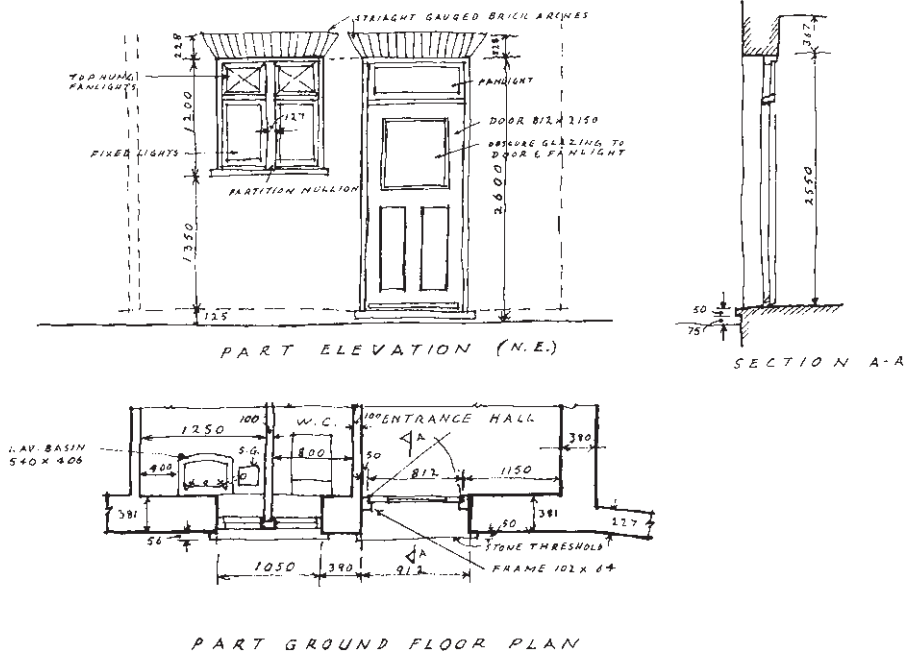 STRIAGHT GAUGED BRICK ARCHES
228
228
367
TOP HUNG
FANLIGHTS
FANLIGHT
1200
127
DOOR 812 x 2150
OBSCURE GLAZING TO
DOOR & FANLIGHT
FIXED LIGHTS
PARTITION MULLION
2600
2550
1350
125
50
75
PART ELEVATION (N.E.)
SECTION A-A
100
W.C.
100
ENTRANCE HALL
1250
S.G.
800
50
A
380
LAV. BASIN
540 x 406
400
812
1150
381
50
381
227
56
STONE THRESHOLD
A
FRAME 102 x 64
1050
390
912
PART GROUND FLOOR PLAN